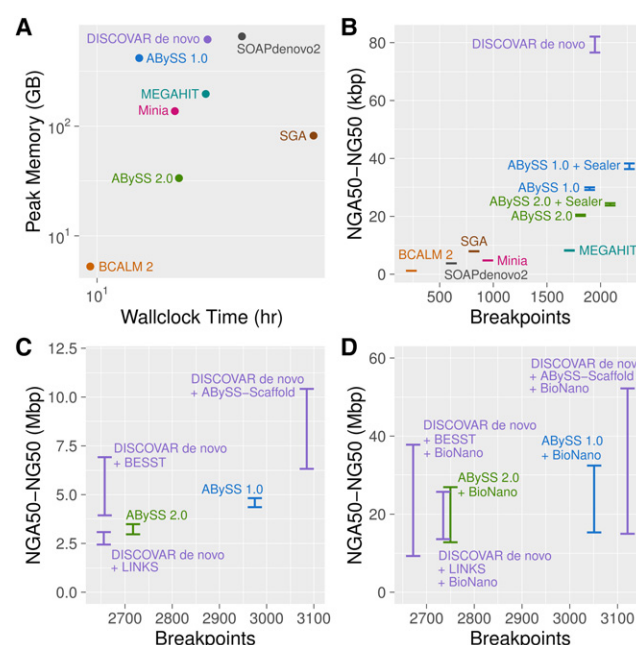 A
Peak Memory (GB)
10²
10¹
DISCOVAR de novo
SOAPdenovo2
ABySS 1.0
MEGAHIT
Minia
SGA
ABySS 2.0
BCALM 2
10¹
Wallclock Time (hr)
B
NGA50−NG50 (kbp)
80
60
40
20
0
DISCOVAR de novo
ABySS 1.0 + Sealer
ABySS 1.0
ABySS 2.0 + Sealer
ABySS 2.0
SGA
BCALM 2
Minia
MEGAHIT
SOAPdenovo2
500 1000 1500 2000
Breakpoints
C
NGA50−NG50 (Mbp)
12.5
10.0
7.5
5.0
2.5
0.0
DISCOVAR de novo
+ ABySS−Scaffold
DISCOVAR de novo
+ BESST
ABySS 1.0
ABySS 2.0
DISCOVAR de novo
+ LINKS
2700 2800 2900 3000 3100
Breakpoints
D
NGA50−NG50 (Mbp)
60
40
20
0
DISCOVAR de novo
+ ABySS−Scaffold
+ BioNano
DISCOVAR de novo
+ BESST
+ BioNano
ABySS 1.0
+ BioNano
ABySS 2.0
+ BioNano
DISCOVAR de novo
+ LINKS
+ BioNano
2700 2800 2900 3000 3100
Breakpoints